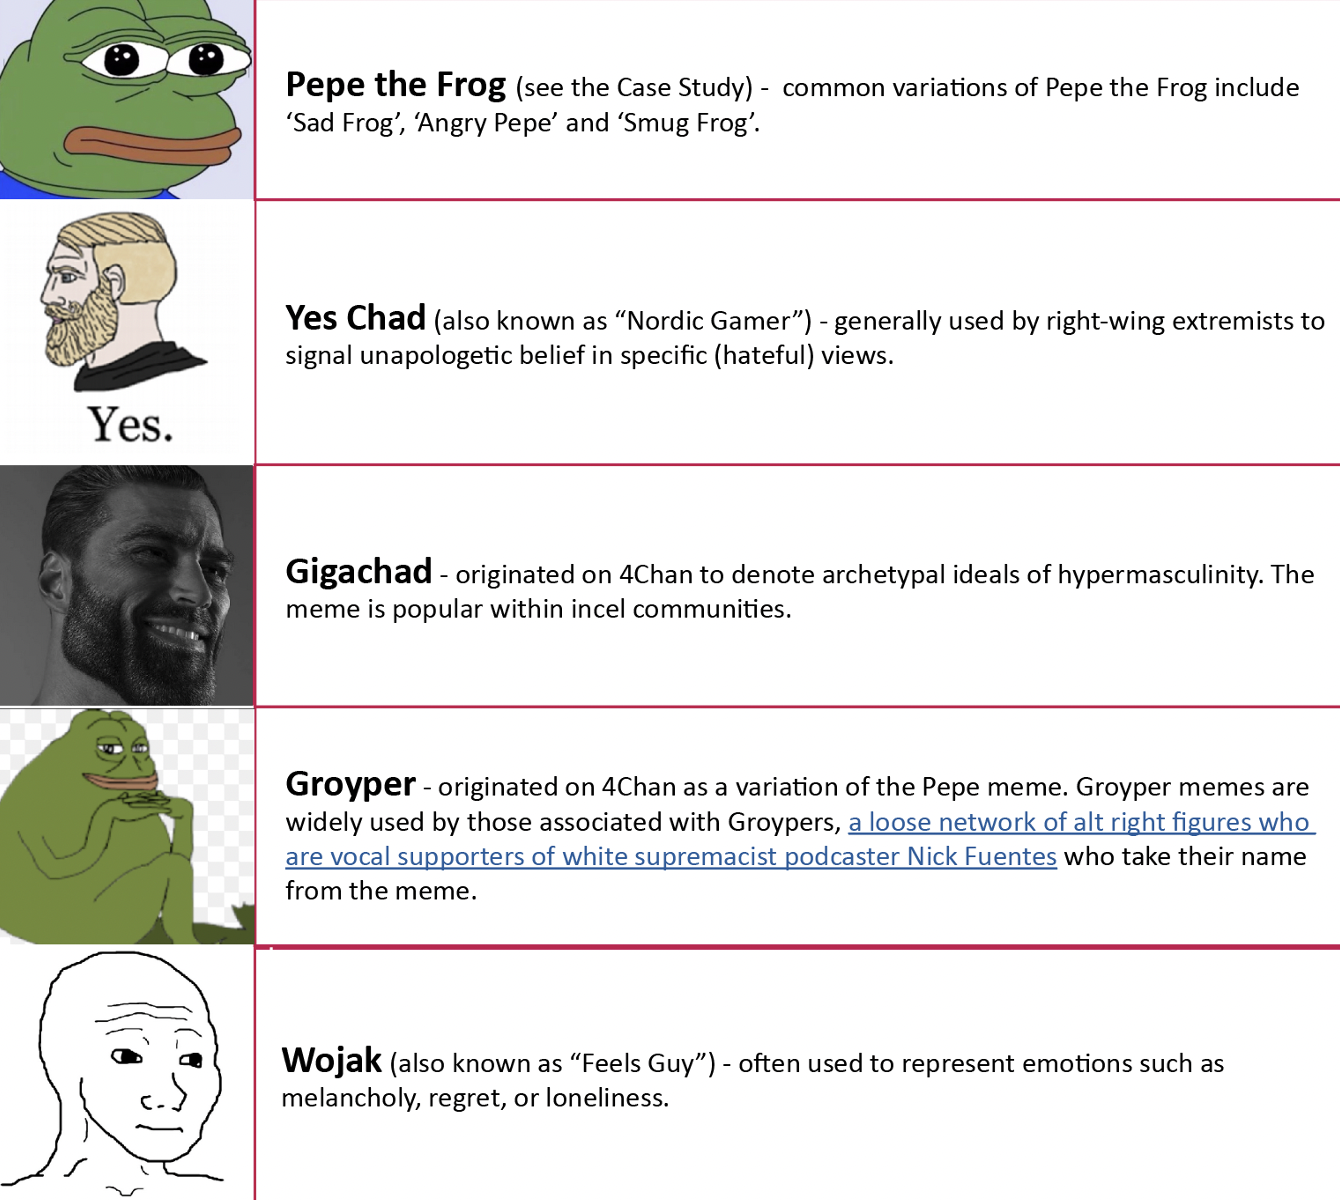 Pepe the Frog (see the Case Study) -  common variations of Pepe the Frog include
‘Sad Frog’, ‘Angry Pepe’ and ‘Smug Frog’.
Yes.
Yes Chad (also known as “Nordic Gamer”) - generally used by right-wing extremists to
signal unapologetic belief in specific (hateful) views.
Gigachad - originated on 4Chan to denote archetypal ideals of hypermasculinity. The
meme is popular within incel communities.
Groyper - originated on 4Chan as a variation of the Pepe meme. Groyper memes are
widely used by those associated with Groypers, a loose network of alt right figures who
are vocal supporters of white supremacist podcaster Nick Fuentes who take their name
from the meme.
Wojak (also known as “Feels Guy”) - often used to represent emotions such as
melancholy, regret, or loneliness.